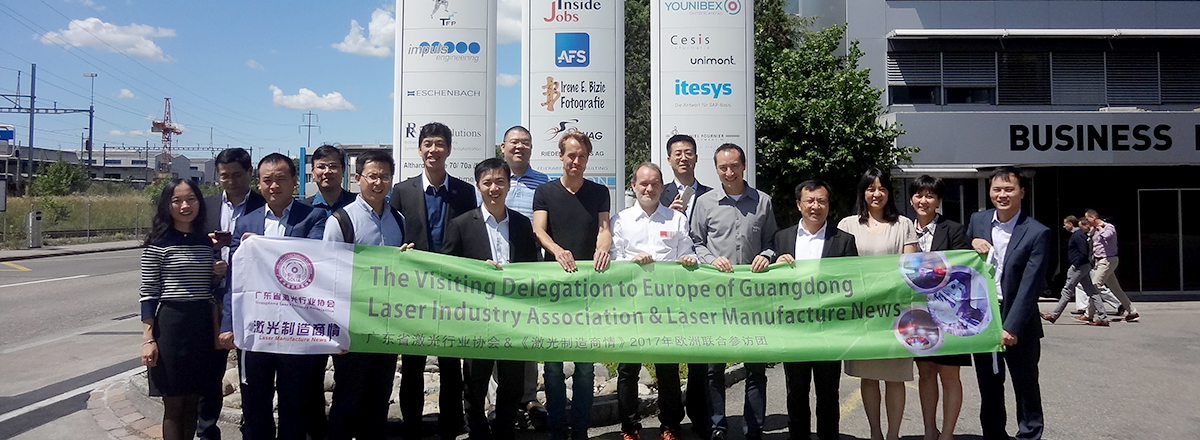 TFP
impuls
engineering
ESCHENBACH
Inside
Jobs
AFS
Irene E. Bizic
Fotografie
YOUNIBEX
Cesis
unimont.
itesys
BUSINESS
广东省激光行业协会
激光制造商情
Laser Manufacture News
The Visiting Delegation to Europe of Guangdong
Laser Industry Association & Laser Manufacture News
广东省激光行业协会 & 《激光制造商情》2017年欧洲联合参访团